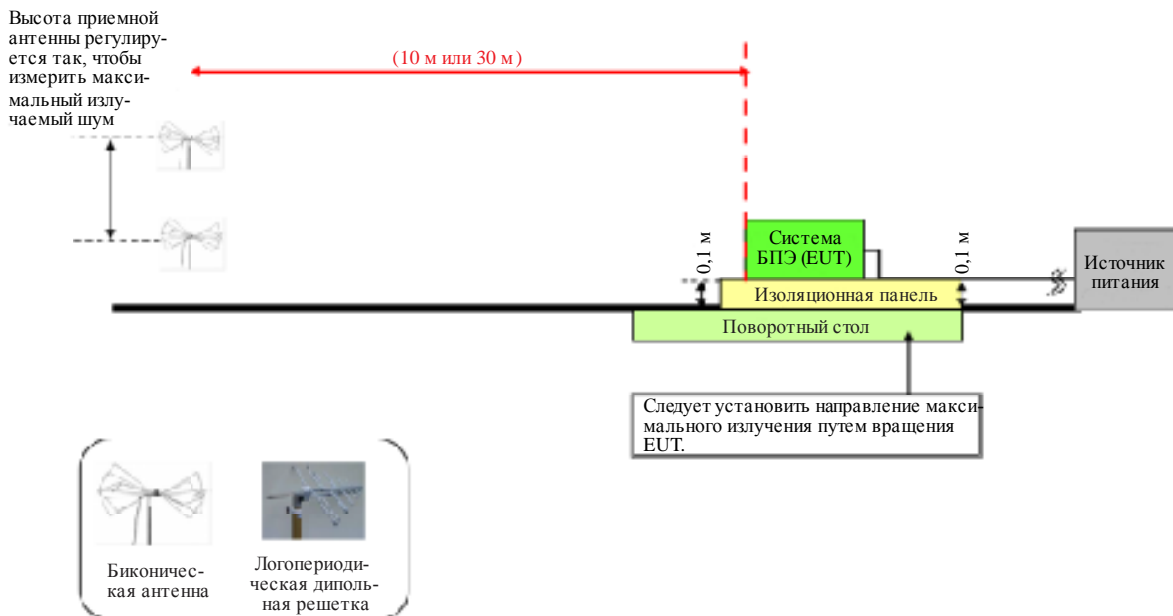 Высота приемной
антенны регулиру-
ется так, чтобы
измерить макси-
мальный излу-
чаемый шум
(10 м или 30 м)
0,1 м
Система
БПЭ (EUT)
0,1 м
Источник
питания
Изоляционная панель
Поворотный стол
Следует установить направление макси-
мального излучения путем вращения
EUT.
Биконичес-
кая антенна
Логопериоди-
ческая диполь-
ная решетка